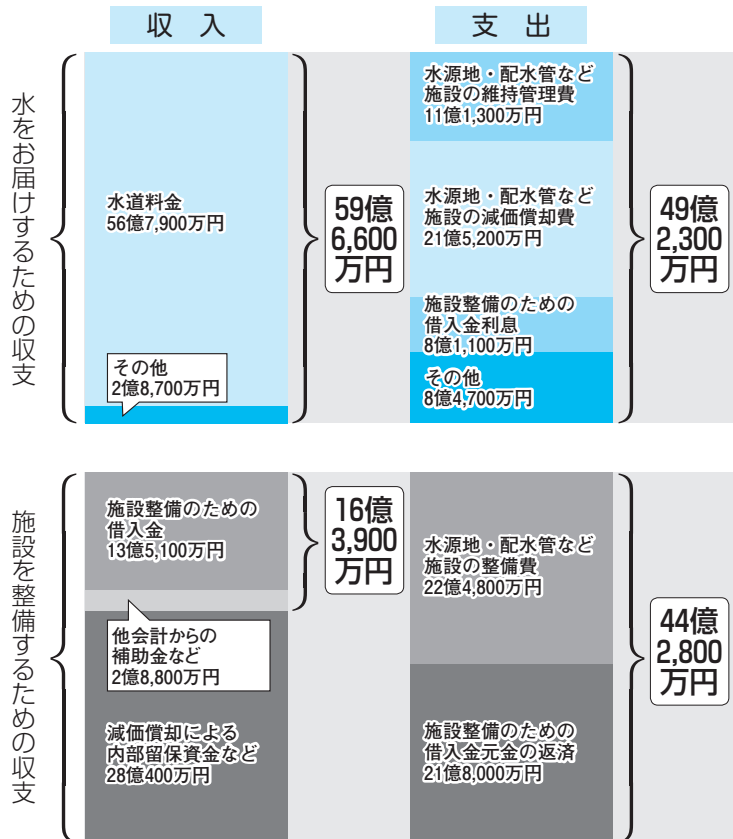 収入
支出
水をお届けするための収支
水道料金
56億7,900万円
その他
2億8,700万円
59億
6,600
万円
水源地・配水管など
施設の維持管理費
11億1,300万円
水源地・配水管など
施設の減価償却費
21億5,200万円
施設整備のための
借入金利息
8億1,100万円
その他
8億4,700万円
49億
2,300
万円
施設を整備するための収支
施設整備のための
借入金
13億5,100万円
他会計からの
補助金など
2億8,800万円
減価償却による
内部留保資金など
28億400万円
16億
3,900
万円
水源地・配水管など
施設の整備費
22億4,800万円
施設整備のための
借入金元金の返済
21億8,000万円
44億
2,800
万円